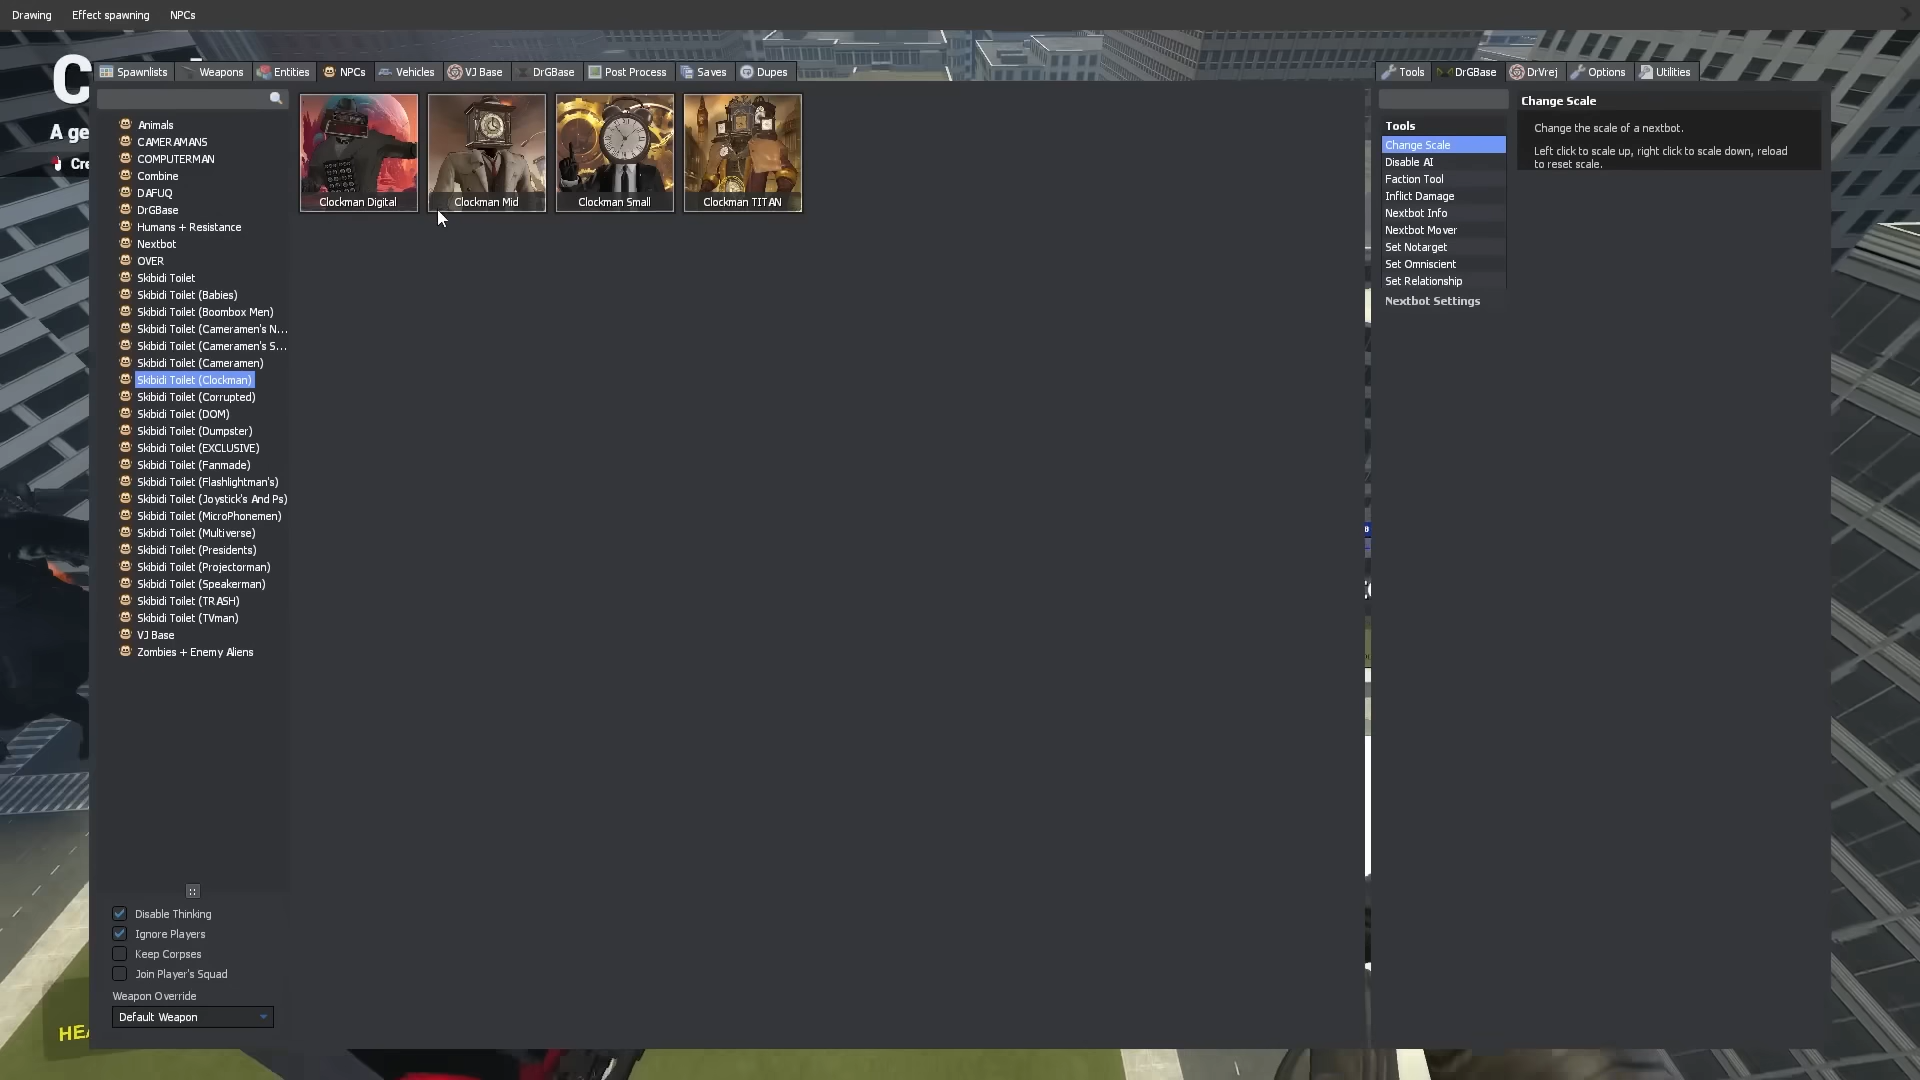 Drawing Effect spawning NPCs
C
A ge
Cre
Spawnlists Weapons Entities NPCs Vehicles VJ Base DrGBase Post Process Saves Dupes
Animals
CAMERAMANS
COMPUTERMAN
Combine
DAFUQ
DrGBase
Humans + Resistance
Nextbot
OVER
Skibidi Toilet
Skibidi Toilet (Babies)
Skibidi Toilet (Boombox Men)
Skibidi Toilet (Cameramen's N...
Skibidi Toilet (Cameramen's S...
Skibidi Toilet (Cameramen)
Skibidi Toilet (Clockman)
Skibidi Toilet (Corrupted)
Skibidi Toilet (DOM)
Skibidi Toilet (Dumpster)
Skibidi Toilet (EXCLUSIVE)
Skibidi Toilet (Fanmade)
Skibidi Toilet (Flashlightman's)
Skibidi Toilet (Joystick's And Ps)
Skibidi Toilet (MicroPhonemen)
Skibidi Toilet (Multiverse)
Skibidi Toilet (Presidents)
Skibidi Toilet (Projectorman)
Skibidi Toilet (Speakerman)
Skibidi Toilet (TRASH)
Skibidi Toilet (TVman)
VJ Base
Zombies + Enemy Aliens
Disable Thinking
Ignore Players
Keep Corpses
Join Player's Squad
Weapon Override
Default Weapon
HEA
Clockman Digital Clockman Mid Clockman Small Clockman TITAN
Tools DrGBase DrVrej Options Utilities
Tools
Change Scale
Disable AI
Faction Tool
Inflict Damage
Nextbot Info
Nextbot Mover
Set Notarget
Set Omniscient
Set Relationship
Nextbot Settings
Change Scale
Change the scale of a nextbot.
Left click to scale up, right click to scale down, reload
to reset scale.